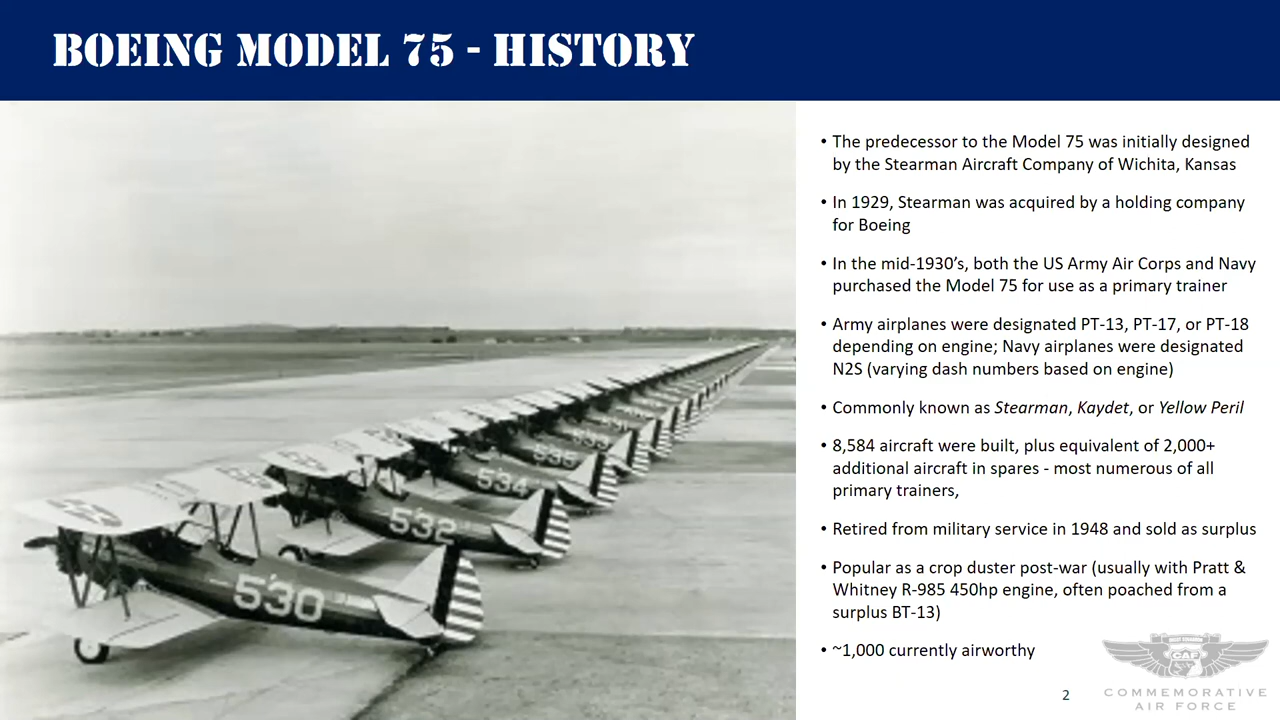 BOEING MODEL 75 - HISTORY
• The predecessor to the Model 75 was initially designed
by the Stearman Aircraft Company of Wichita, Kansas
• In 1929, Stearman was acquired by a holding company
for Boeing
• In the mid-1930’s, both the US Army Air Corps and Navy
purchased the Model 75 for use as a primary trainer
• Army airplanes were designated PT-13, PT-17, or PT-18
depending on engine; Navy airplanes were designated
N2S (varying dash numbers based on engine)
• Commonly known as Stearman, Kaydet, or Yellow Peril
• 8,584 aircraft were built, plus equivalent of 2,000+
additional aircraft in spares - most numerous of all
primary trainers,
• Retired from military service in 1948 and sold as surplus
• Popular as a crop duster post-war (usually with Pratt &
Whitney R-985 450hp engine, often poached from a
surplus BT-13)
• ~1,000 currently airworthy
535
534
532
530
CAF
2
COMMEMORATIVE
AIR FORCE